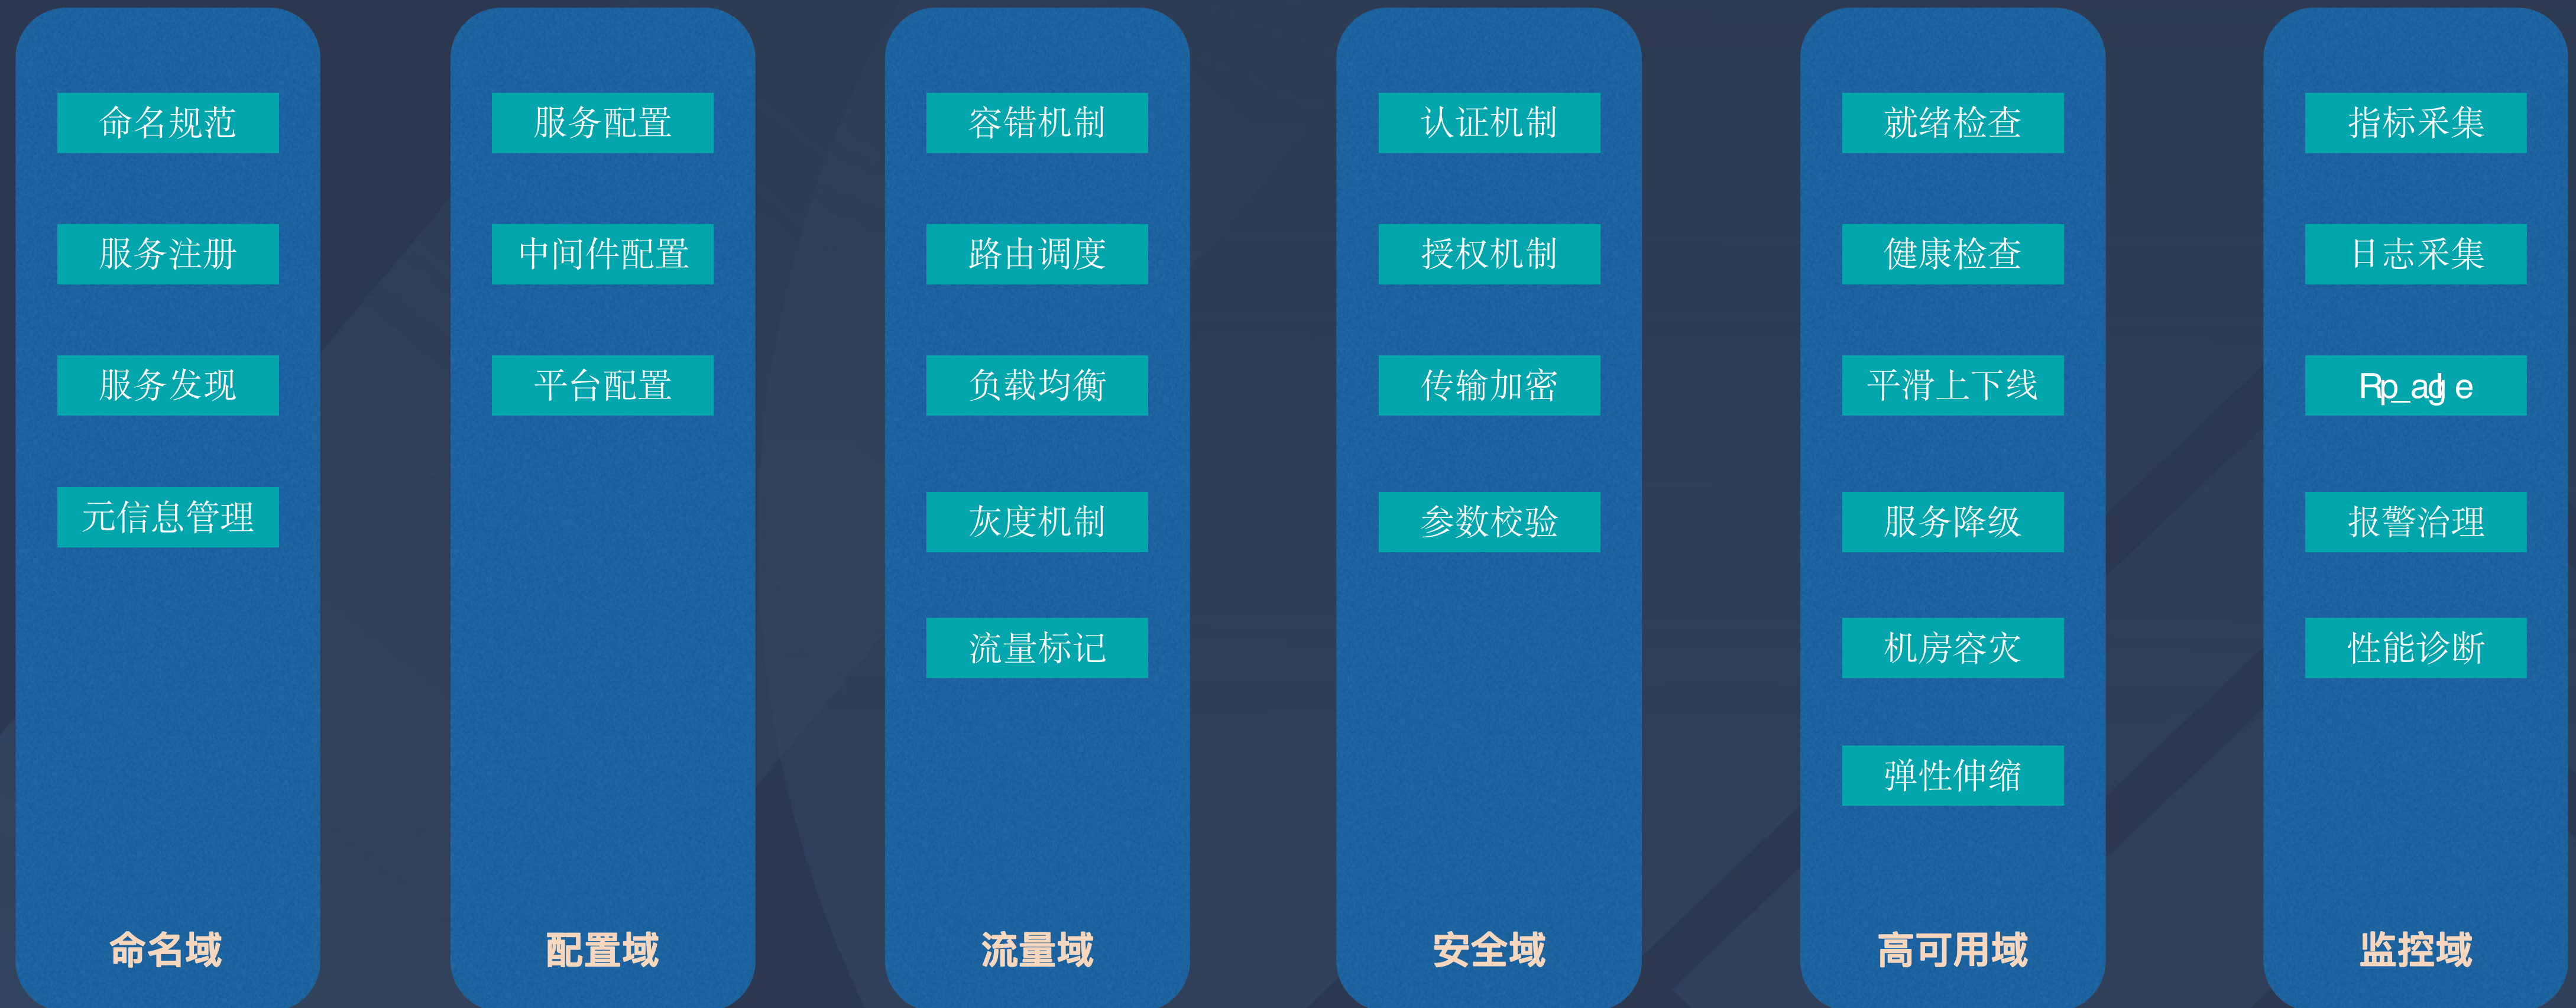 命名规范
服务注册
服务发现
元信息管理
命名域
服务配置
中间件配置
平台配置
配置域
容错机制
路由调度
负载均衡
灰度机制
流量标记
流量域
认证机制
授权机制
传输加密
参数校验
安全域
就绪检查
健康检查
平滑上下线
服务降级
机房容灾
弹性伸缩
高可用域
指标采集
日志采集
报警治理
性能诊断
监控域